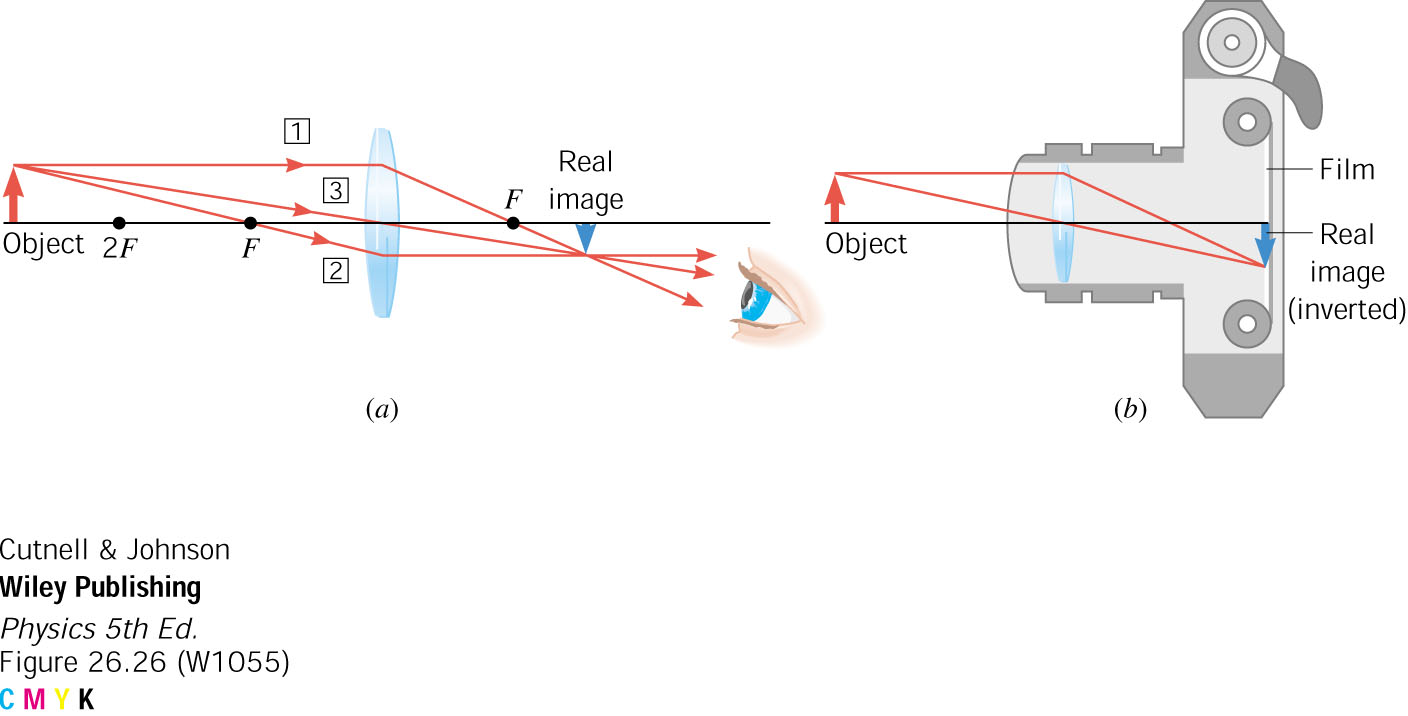 1
3
2
Object
2F
F
F
Real
image
(a)
Object
Film
Real
image
(inverted)
(b)
Cutnell & Johnson
Wiley Publishing
Physics 5th Ed.
Figure 26.26 (W1055)
C M Y K